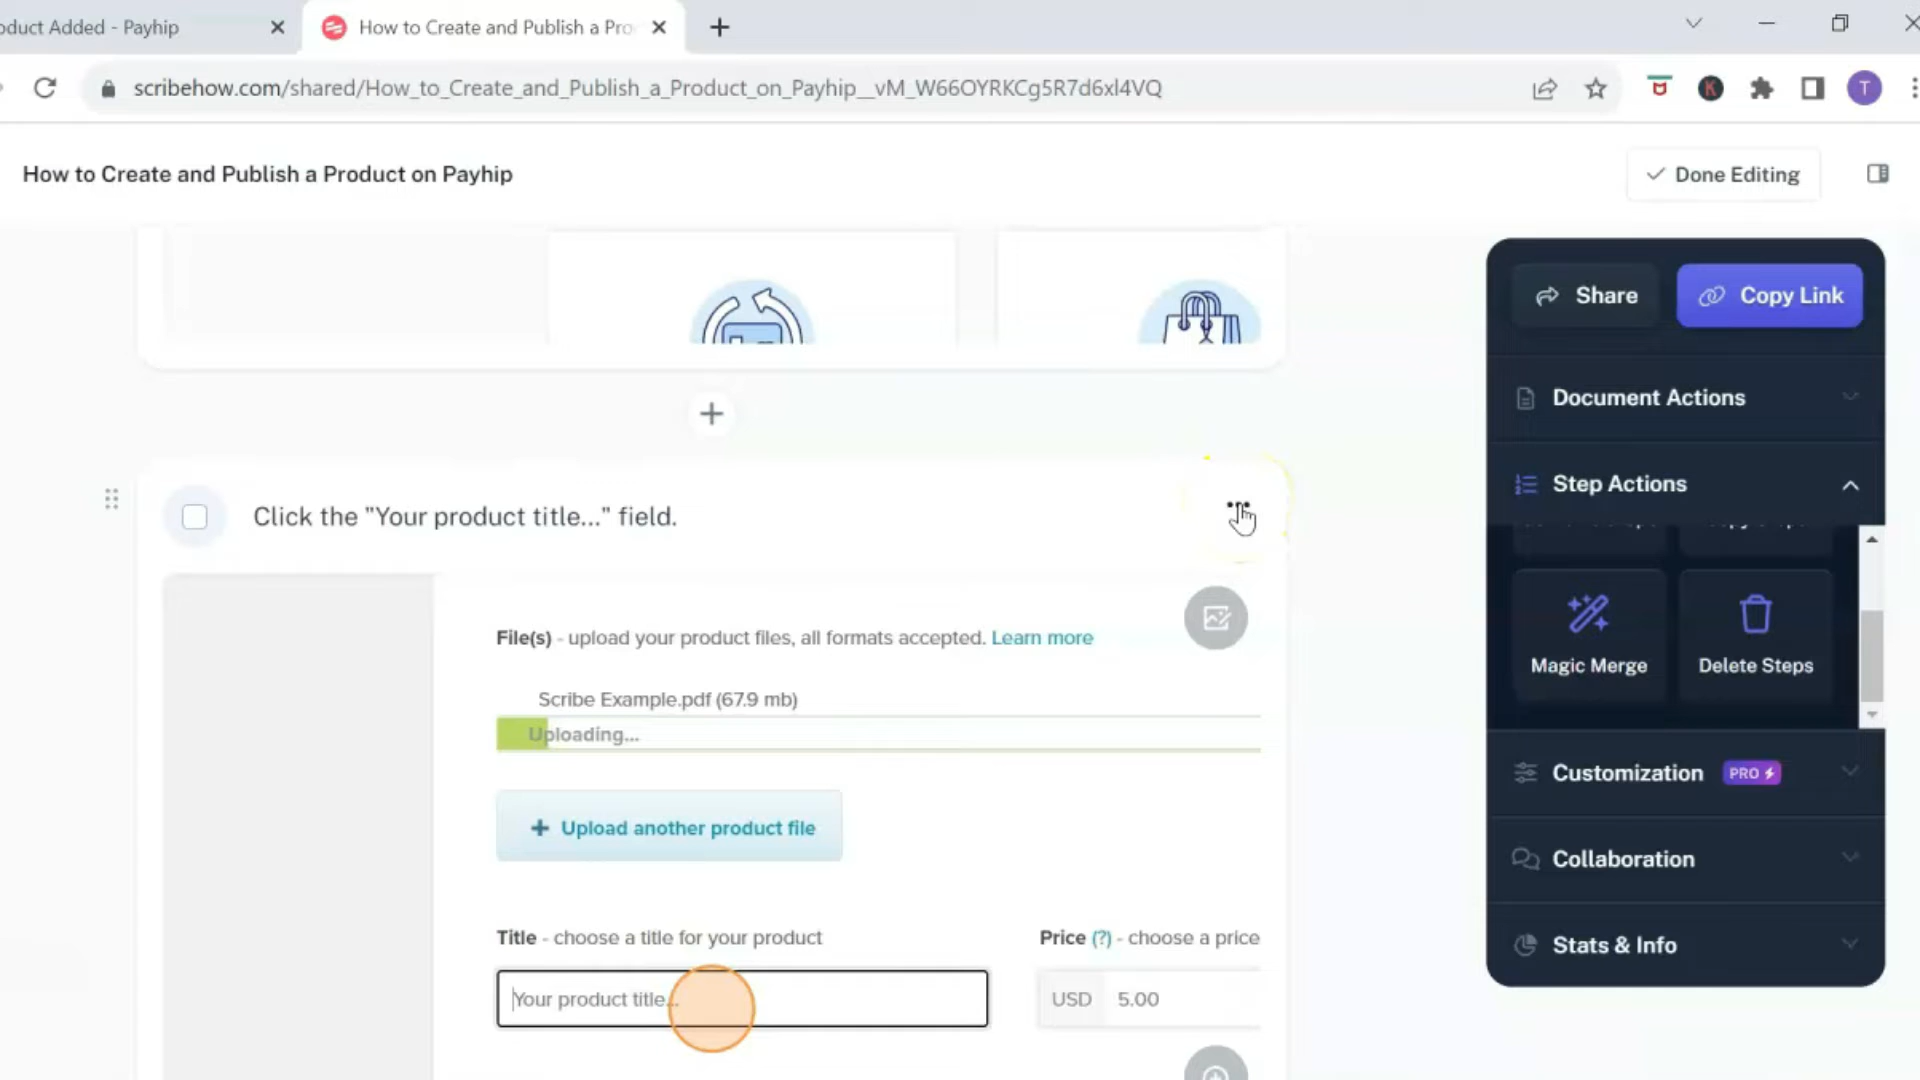 oduct Added - Payhip
How to Create and Publish a Pro
scribehow.com/shared/How_to_Create_and_Publish_a_Product_on_Payhip__vM_W66OYRKCg5R7d6xl4VQ
K
T
How to Create and Publish a Product on Payhip
Done Editing
Share
Copy Link
Document Actions
Step Actions
Click the "Your product title..." field.
File(s) - upload your product files, all formats accepted. Learn more
Magic Merge
Delete Steps
Scribe Example.pdf (67.9 mb)
Uploading...
Customization PRO
Upload another product file
Collaboration
Title - choose a title for your product
Price (?) - choose a price
Stats & Info
Your product title...
USD 5.00